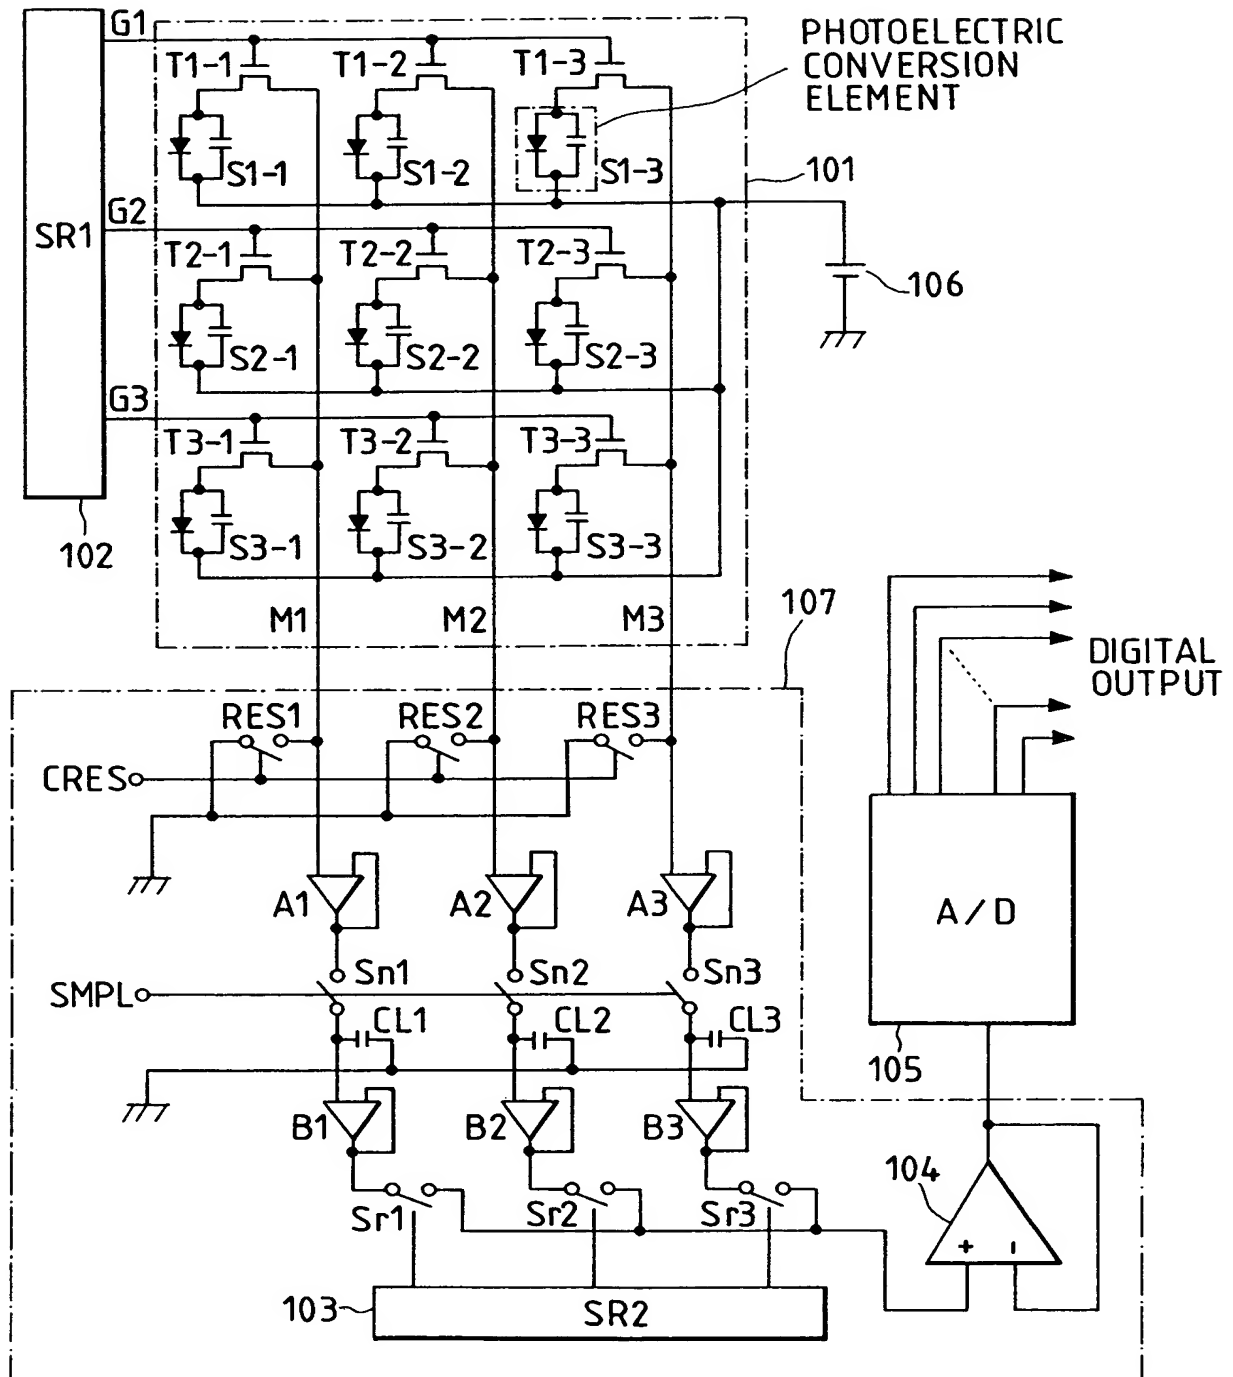 G1
PHOTOELECTRIC
CONVERSION
ELEMENT
T1-1
T1-2
T1-3
S1-1
S1-2
S1-3
101
SR1
G2
T2-1
T2-2
T2-3
106
S2-1
S2-2
S2-3
G3
T3-1
T3-2
T3-3
102
S3-1
S3-2
S3-3
M1
M2
M3
107
DIGITAL
OUTPUT
RES1
RES2
RES3
CRES
A1
A2
A3
A/D
Sn1
Sn2
Sn3
SMPL
CL1
CL2
CL3
105
B1
B2
B3
104
Sr1
Sr2
Sr3
+
-
103
SR2